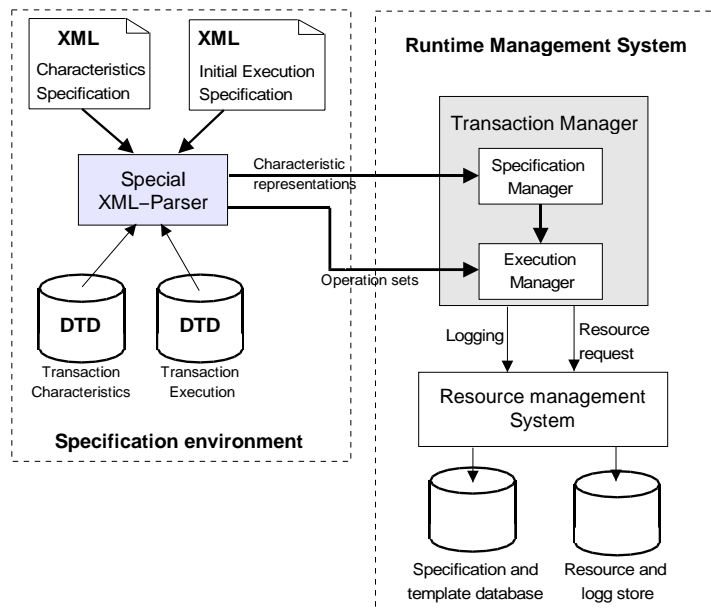 XML
Characteristics
Specification
XML
Initial Execution
Specification
Special
XML–Parser
DTD
Transaction
Characteristics
DTD
Transaction
Execution
Specification environment
Characteristic
representations
Operation sets
Runtime Management System
Transaction Manager
Specification
Manager
Execution
Manager
Logging
Resource
request
Resource management
System
Specification and
template database
Resource and
logg store